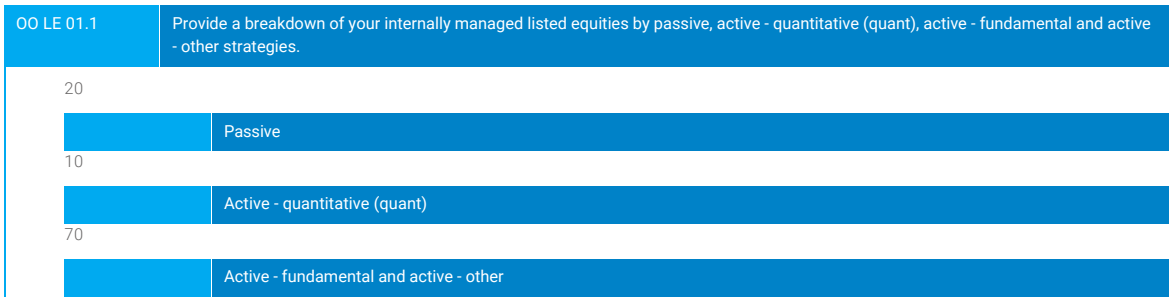 OO LE 01.1
Provide a breakdown of your internally managed listed equities by passive, active - quantitative (quant), active - fundamental and active
- other strategies.
20
Passive
10
Active - quantitative (quant)
70
Active - fundamental and active - other